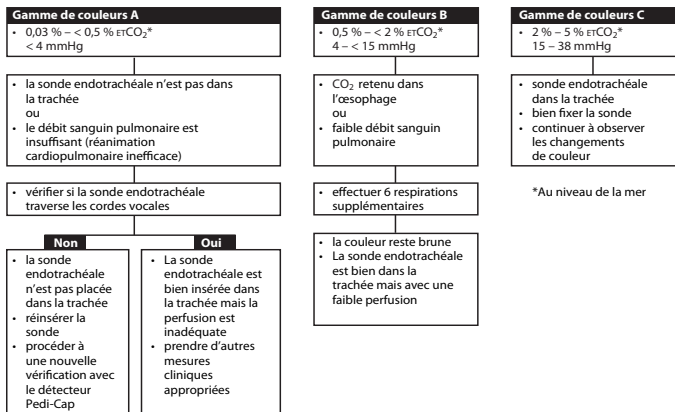 Gamme de couleurs A
• 0,03 % – < 0,5 % ETCO₂*
< 4 mmHg
• la sonde endotrachéale n'est pas dans
la trachée
ou
• le débit sanguin pulmonaire est
insuffisant (réanimation
cardiopulmonaire inefficace)
• vérifier si la sonde endotrachéale
traverse les cordes vocales
Non
• la sonde
endotrachéale
n'est pas placée
dans la trachée
• réinsérer la
sonde
• procéder à
une nouvelle
vérification avec
le détecteur
Pedi-Cap
Oui
• La sonde
endotrachéale est
bien insérée dans
la trachée mais la
perfusion est
inadéquate
• prendre d'autres
mesures
cliniques
appropriées
Gamme de couleurs B
• 0,5 % – < 2 % ETCO₂*
4 – < 15 mmHg
• CO₂ retenu dans
l'œsophage
ou
• faible débit sanguin
pulmonaire
• effectuer 6 respirations
supplémentaires
• la couleur reste brune
• La sonde endotrachéale
est bien dans la
trachée mais avec une
faible perfusion
Gamme de couleurs C
• 2 % – 5 % ETCO₂*
15 – 38 mmHg
• sonde endotrachéale
dans la trachée
• bien fixer la sonde
• continuer à observer
les changements
de couleur
*Au niveau de la mer